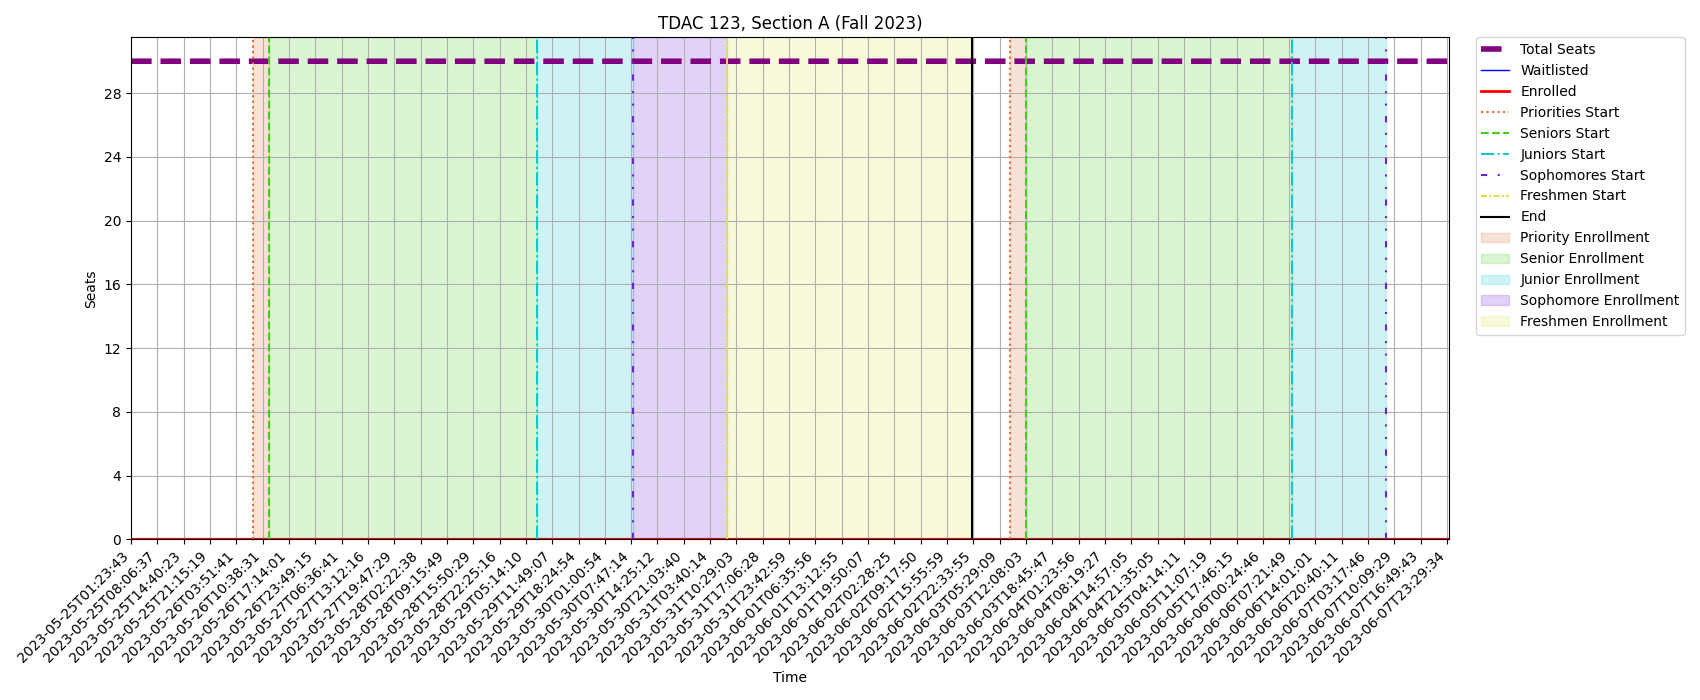 TDAC 123, Section A (Fall 2023)
Total Seats
Waitlisted
Enrolled
Priorities Start
Seniors Start
Juniors Start
Sophomores Start
Freshmen Start
End
Priority Enrollment
Senior Enrollment
Junior Enrollment
Sophomore Enrollment
Freshmen Enrollment
Seats
28
24
20
16
12
8
4
0
2023-05-25T01:23:43
2023-05-25T08:06:37
2023-05-25T14:40:23
2023-05-25T21:15:19
2023-05-26T03:51:41
2023-05-26T10:38:31
2023-05-26T17:14:01
2023-05-26T23:49:15
2023-05-27T06:36:41
2023-05-27T13:12:16
2023-05-27T19:47:29
2023-05-28T02:22:38
2023-05-28T09:15:49
2023-05-28T15:50:29
2023-05-28T22:25:16
2023-05-29T05:14:10
2023-05-29T11:49:07
2023-05-29T18:24:54
2023-05-30T01:00:54
2023-05-30T07:47:14
2023-05-30T14:25:12
2023-05-30T21:03:40
2023-05-31T03:40:14
2023-05-31T10:29:03
2023-05-31T17:06:28
2023-05-31T23:42:59
2023-06-01T06:35:56
2023-06-01T13:12:55
2023-06-01T19:50:07
2023-06-02T02:28:25
2023-06-02T09:17:50
2023-06-02T15:55:59
2023-06-02T22:33:55
2023-06-03T05:29:09
2023-06-03T12:08:03
2023-06-03T18:45:47
2023-06-04T01:23:56
2023-06-04T08:19:27
2023-06-04T14:57:05
2023-06-04T21:35:05
2023-06-05T04:14:11
2023-06-05T11:07:19
2023-06-05T17:46:15
2023-06-06T00:24:46
2023-06-06T07:21:49
2023-06-06T14:01:01
2023-06-06T20:40:11
2023-06-07T03:17:46
2023-06-07T10:09:29
2023-06-07T16:49:43
2023-06-07T23:29:34
Time